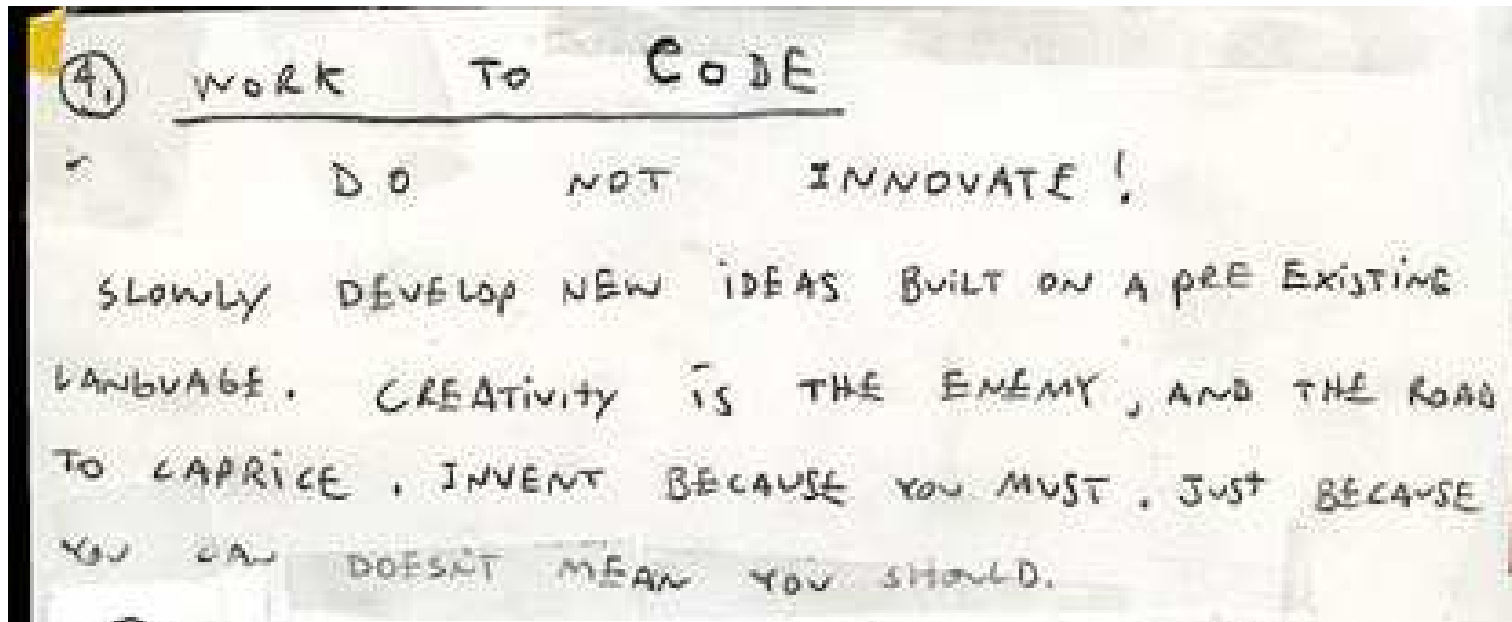 4. WORK TO CODE
DO NOT INNOVATE!
SLOWLY DEVELOP NEW IDEAS BUILT ON A PRE EXISTING
LANGUAGE. CREATIVITY IS THE ENEMY, AND THE ROAD
TO CAPRICE. INVENT BECAUSE YOU MUST. JUST BECAUSE
YOU CAN DOESN'T MEAN YOU SHOULD.